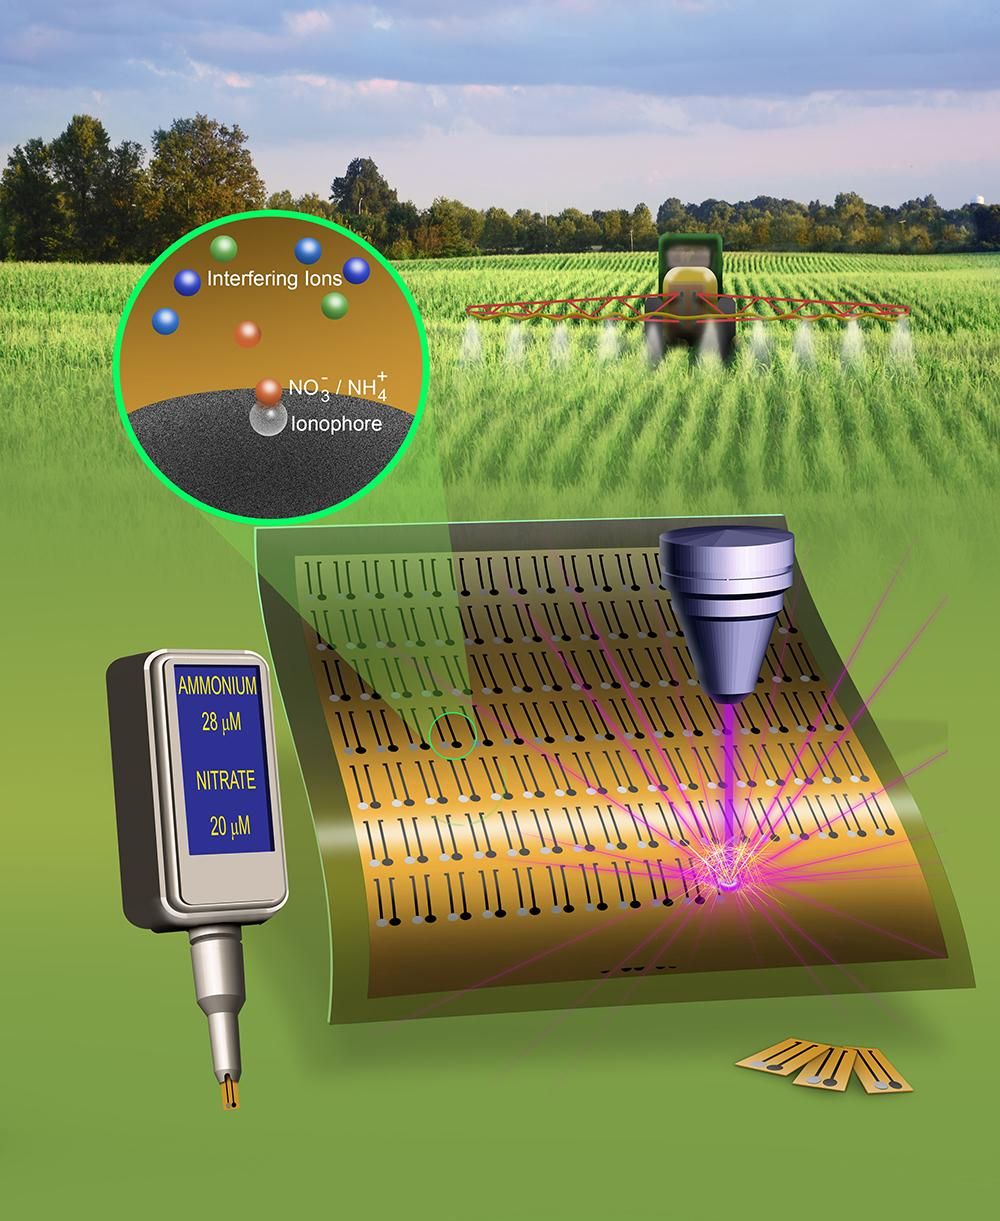 Interfering Ions
NO₃⁻ / NH₄⁺
Ionophore
AMMONIUM
28 µM
NITRATE
20 µM